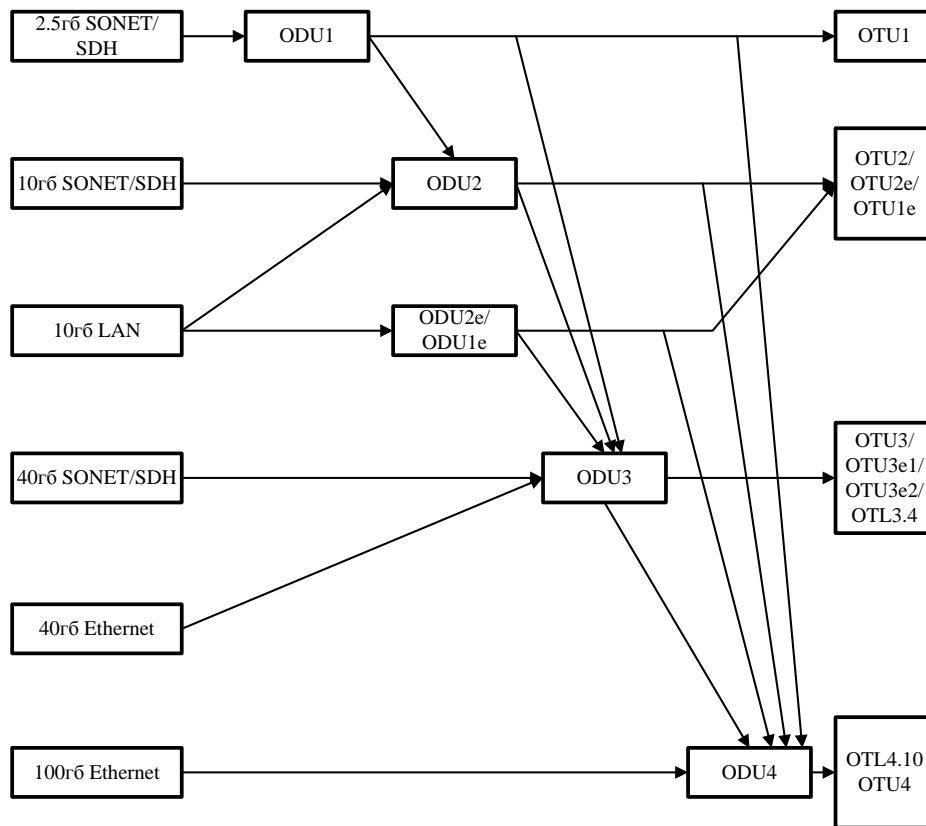 2.5гб SONET/
SDH
ODU1
OTU1
10гб SONET/SDH
ODU2
OTU2/
OTU2e/
OTU1e
10гб LAN
ODU2e/
ODU1e
40гб SONET/SDH
ODU3
OTU3/
OTU3e1/
OTU3e2/
OTL3.4
40гб Ethernet
100гб Ethernet
ODU4
OTL4.10
OTU4